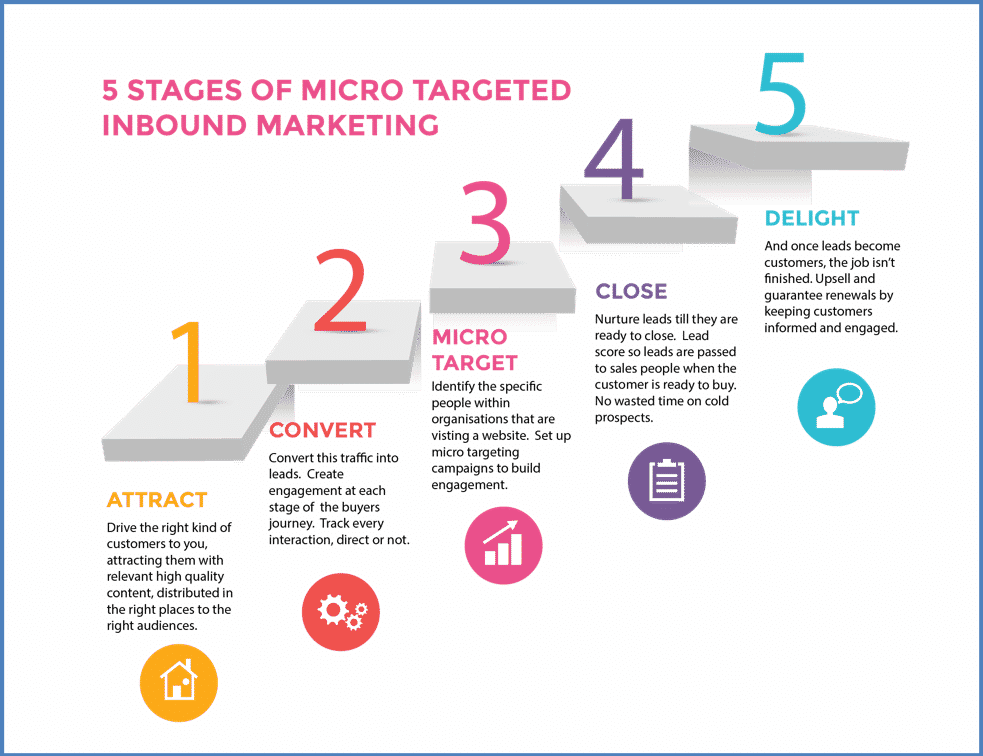 5 STAGES OF MICRO TARGETED
INBOUND MARKETING
1
ATTRACT
Drive the right kind of
customers to you,
attracting them with
relevant high quality
content, distributed in
the right places to the
right audiences.
2
CONVERT
Convert this traffic into
leads. Create
engagement at each
stage of the buyers
journey. Track every
interaction, direct or not.
3
MICRO
TARGET
Identify the specific
people within
organisations that are
visting a website. Set up
micro targeting
campaigns to build
engagement.
4
CLOSE
Nurture leads till they are
ready to close. Lead
score so leads are passed
to sales people when the
customer is ready to buy.
No wasted time on cold
prospects.
5
DELIGHT
And once leads become
customers, the job isn't
finished. Upsell and
guarantee renewals by
keeping customers
informed and engaged.